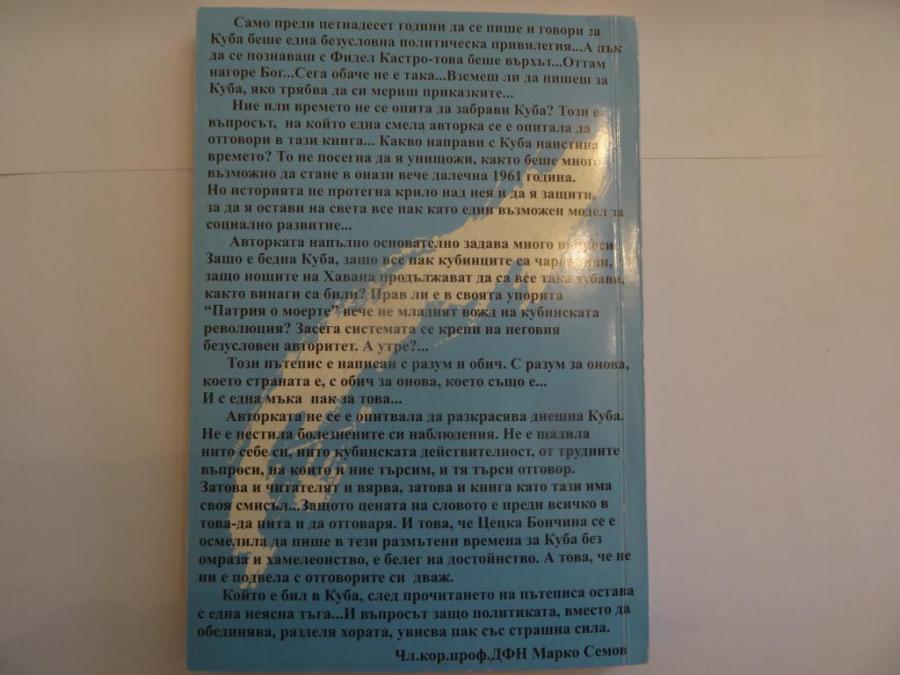 Само преди петнадесет години да се пише и говори за
Куба беше една безусловна политическа привилегия...А пък
да се познаваш с Фидел Кастро-това беше върхът...Оттам
нагоре Бог...Сега обаче не е така...Вземеш ли да пишеш за
Куба, яко трябва да си мериш приказките...
Ние или времето не се опита да забрави Куба? Този е
въпросът, на който една смела авторка се е опитала да
отговори в тази книга... Какво направи с Куба наистина
времето? То не посегна да я унищожи, както беше много
възможно да стане в онази вече далечна 1961 година.
Но историята не протегна крило над нея и да я защити,
за да я остави на света все пак като един възможен модел за
социално развитие...
Авторката напълно основателно задава много въпроси:
Защо е бедна Куба, защо все пак кубинците са
защо нощите на Хавана продължават да са все така хубави,
както винаги са били? Прав ли е в своята упорита
“Патрия о моерте” вече не младият вожд на кубинската
революция? Засега системата се крепи на неговия
безусловен авторитет. А утре?...
Този пътепис е написан с разум и обич. С разум за онова,
което страната е, с обич за онова, което също е...
И с една мъка пак за това...
Авторката не се е опитвала да разкрасява днешна Куба.
Не е пестила болезнените си наблюдения. Не е щадила
нито себе си, нито кубинската действителност, от трудните
въпроси, на които и ние търсим, и тя търси отговор.
Затова и читателят и вярва, затова и книга като тази има
своя смисъл...Защото цената на словото е преди всичко в
това-да пита и да отговаря. И това, че Цецка Бончина се е
осмелила да пише в тези размътени времена за Куба без
омраза и хамелеонство, е белег на достойнство. А това, че не
ни е подвела с отговорите си дваж.
Който е бил в Куба, след прочитането на пътеписа остава
с една неясна тъга...И въпросът защо политиката, вместо да
обединява, разделя хората, увисва пак със страшна сила.
Чл.кор.проф.ДФН Марко Семов